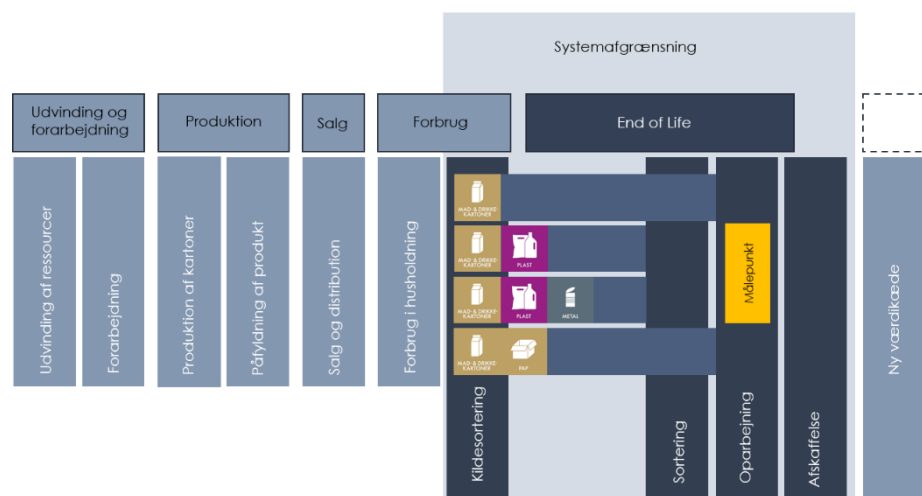 Systemafgrænsning
Udvinding og
forarbejdning
Produktion
Salg
Forbrug
End of Life
Udvinding af ressourcer
Forarbejdning
Produktion af kartoner
Påfyldning af produkt
Salg og distribution
Forbrug i husholdning
Kildesortering
MAD- & DRIKKE-
KARTONER
MAD- & DRIKKE-
KARTONER
PLAST
MAD- & DRIKKE-
KARTONER
PLAST
METAL
MAD- & DRIKKE-
KARTONER
PAP
Sortering
Oparbejning
Målepunkt
Afskaffelse
Ny værdikæde